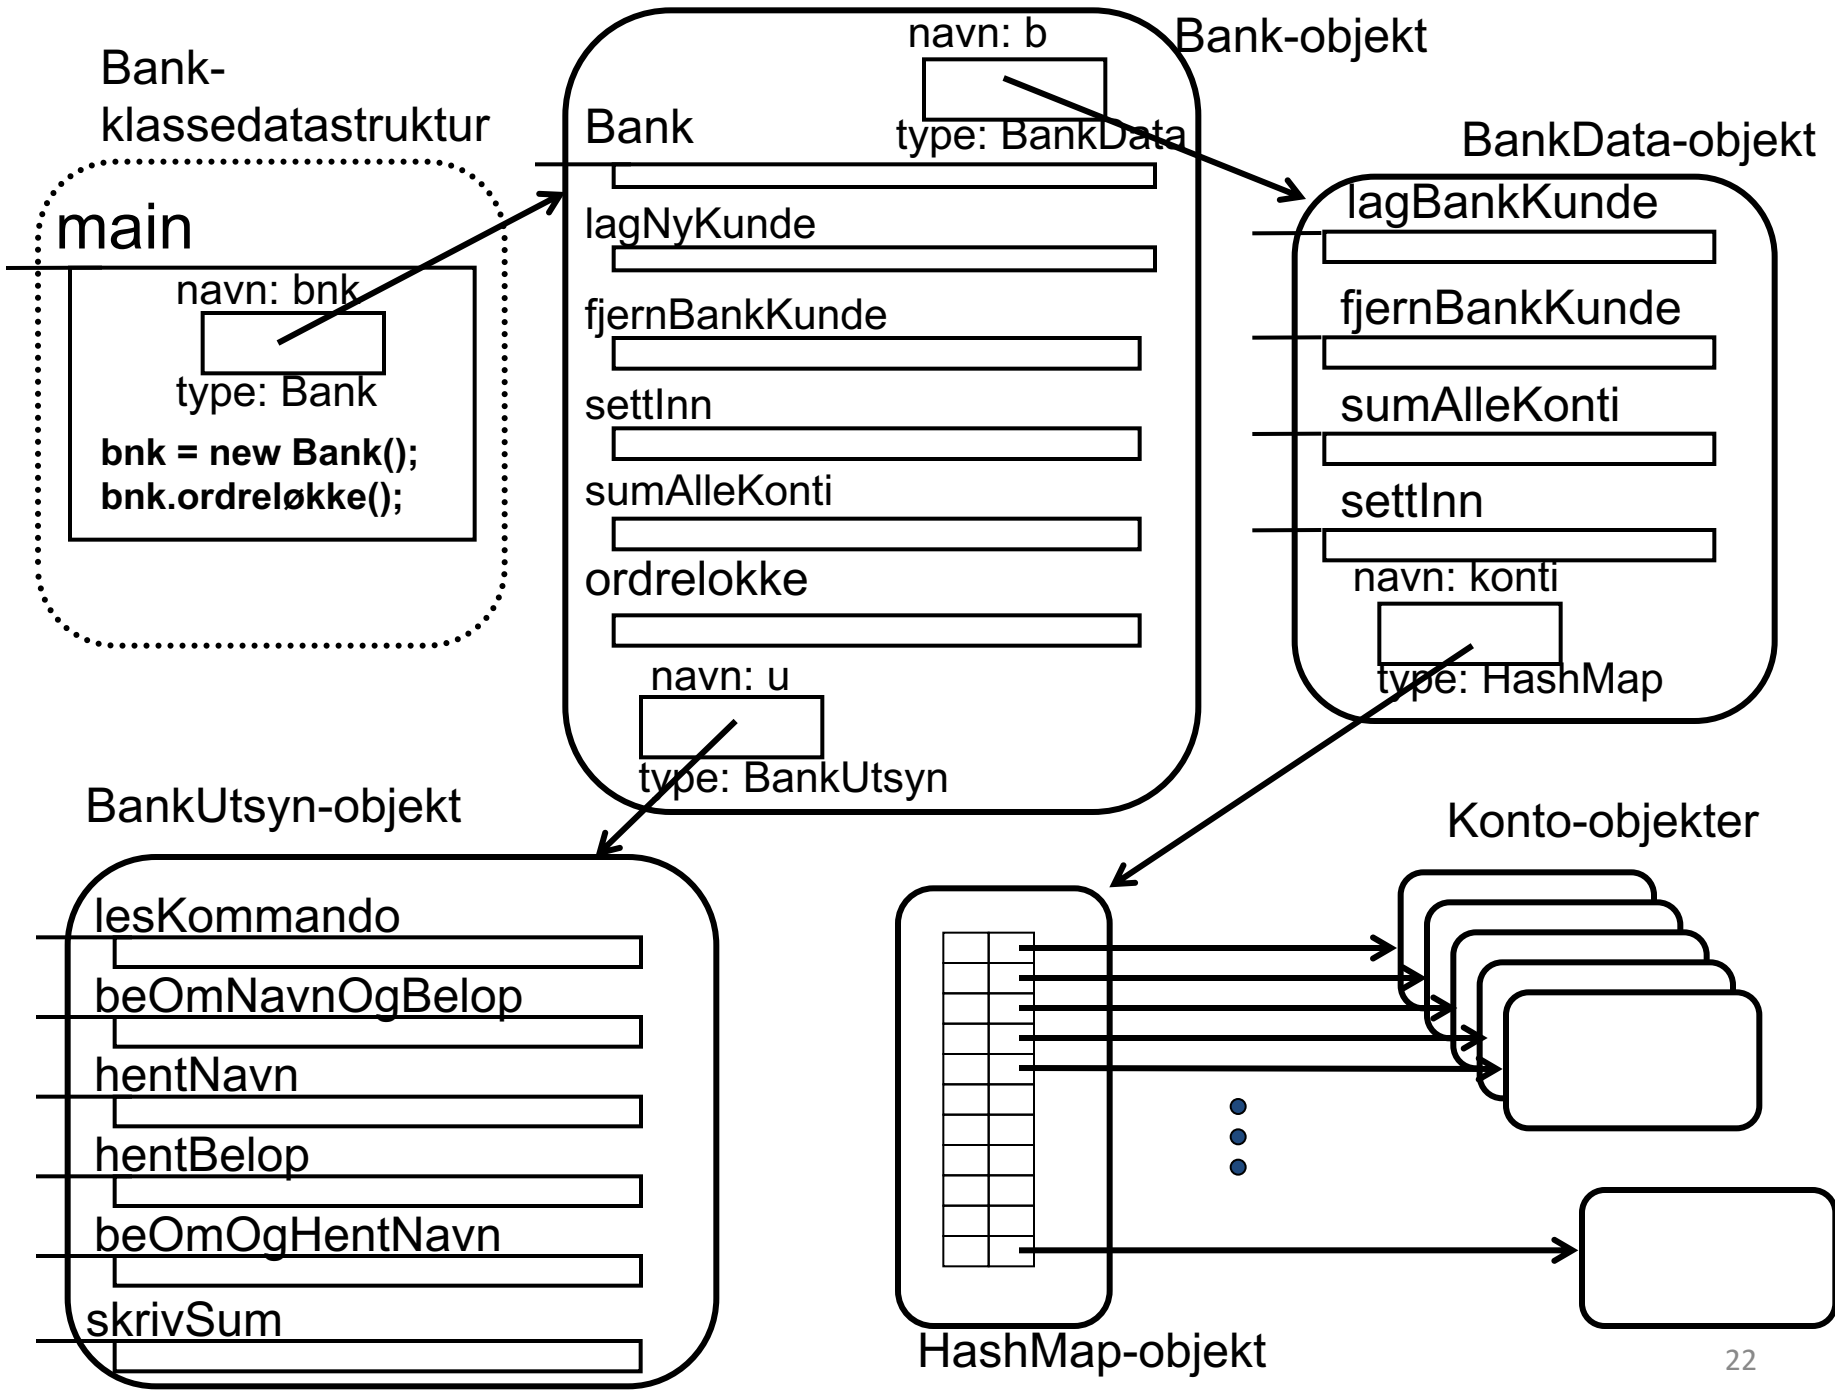 Bank-
klassedatastruktur
main
navn: bnk
type: Bank
bnk = new Bank();
bnk.ordreløkke();
Bank-objekt
navn: b
type: BankData
Bank
lagNyKunde
fjernBankKunde
settInn
sumAlleKonti
ordrelokke
navn: u
type: BankUtsyn
BankData-objekt
lagBankKunde
fjernBankKunde
sumAlleKonti
settInn
navn: konti
type: HashMap
BankUtsyn-objekt
lesKommando
beOmNavnOgBelop
hentNavn
hentBelop
beOmOgHentNavn
skrivSum
HashMap-objekt
Konto-objekter
22